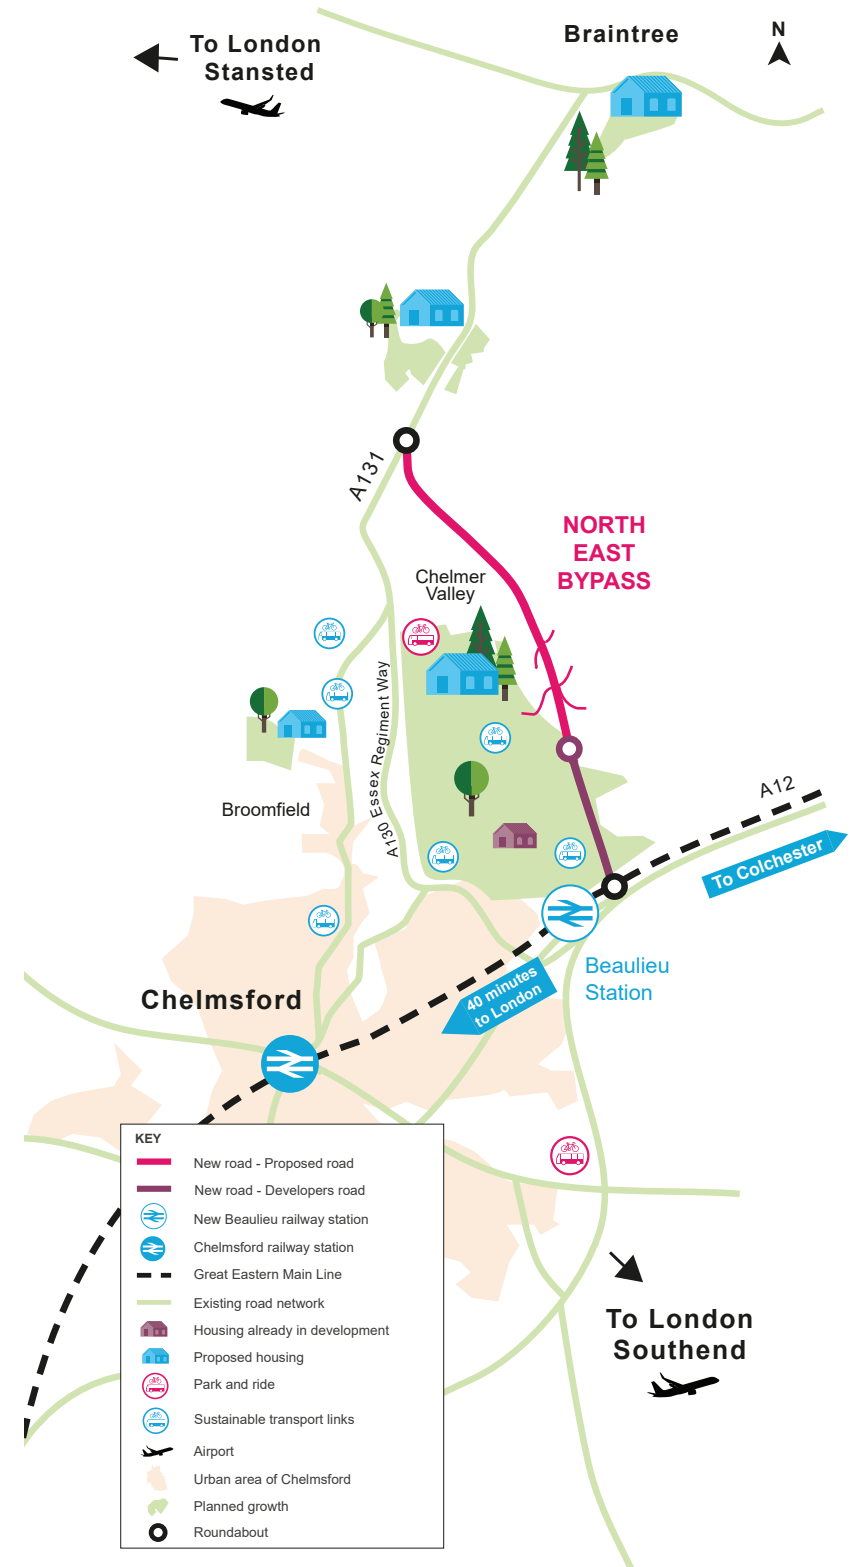 To London
Stansted
Braintree
N
A131
NORTH
EAST
BYPASS
Chelmer
Valley
A130 Essex Regiment Way
Broomfield
A12
To Colchester
Beaulieu
Station
40 minutes
to London
Chelmsford
To London
Southend
KEY
New road - Proposed road
New road - Developers road
New Beaulieu railway station
Chelmsford railway station
Great Eastern Main Line
Existing road network
Housing already in development
Proposed housing
Park and ride
Sustainable transport links
Airport
Urban area of Chelmsford
Planned growth
Roundabout